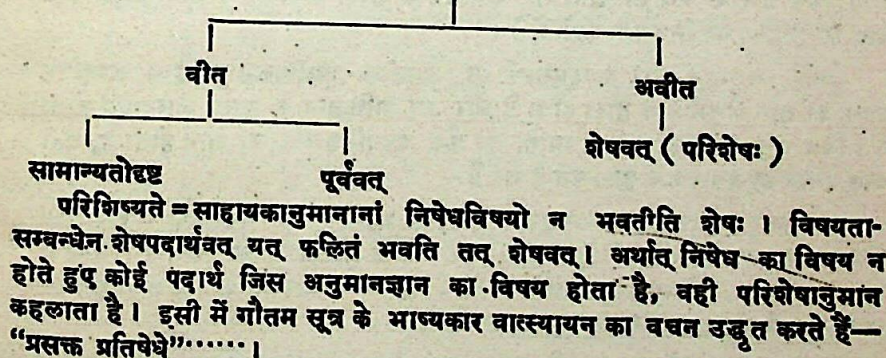 वीत
अवीत
शेषवत् ( परिशेषः )
सामान्यतोदृष्ट
पूर्ववत्
परिशिष्यते = साहायकानुमानानां निषेधविषयो न भवतीति शेषः । विषयता-
सम्बन्धेन शेषपदार्थवत् यत् फलितं भवति तत् शेषवत् । अर्थात् निषेध का विषय न
होते हुए कोई पदार्थ जिस अनुमानज्ञान का विषय होता है, वही परिशेषानुमान
कहलाता है । इसी में गौतम सूत्र के भाष्यकार वात्स्यायन का वचन उद्धृत करते हैं—
“प्रसक्त प्रतिषेधे”......।